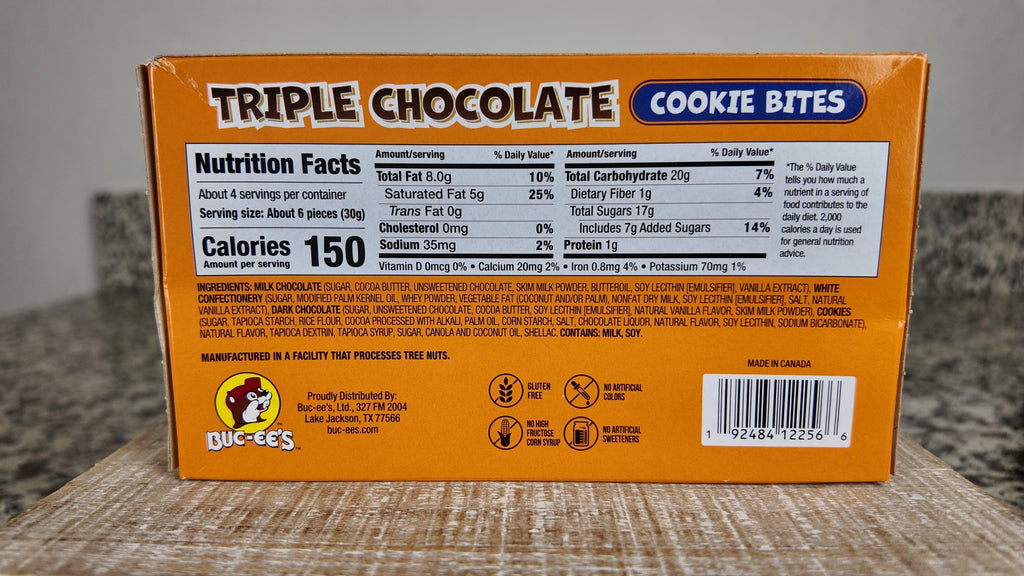 TRIPLE CHOCOLATE COOKIE BITES
Nutrition Facts
About 4 servings per container
Serving size: About 6 pieces (30g)
Calories 150
Amount per serving
Amount/serving % Daily Value*
Total Fat 8.0g 10%
Saturated Fat 5g 25%
Trans Fat 0g
Cholesterol 0mg 0%
Sodium 35mg 2%
Amount/serving % Daily Value*
Total Carbohydrate 20g 7%
Dietary Fiber 1g 4%
Total Sugars 17g
Includes 7g Added Sugars 14%
Protein 1g
Vitamin D 0mcg 0% • Calcium 20mg 2% • Iron 0.8mg 4% • Potassium 70mg 1%
*The % Daily Value
tells you how much a
nutrient in a serving of
food contributes to the
daily diet. 2,000
calories a day is used
for general nutrition
advice.
INGREDIENTS: MILK CHOCOLATE (SUGAR, COCOA BUTTER, UNSWEETENED CHOCOLATE, SKIM MILK POWDER, BUTTEROIL, SOY LECITHIN [EMULSIFIER], VANILLA EXTRACT), WHITE
CONFECTIONERY (SUGAR, MODIFIED PALM KERNEL OIL, WHEY POWDER, VEGETABLE FAT (COCONUT AND/OR PALM), NONFAT DRY MILK, SOY LECITHIN [EMULSIFIER], SALT, NATURAL
VANILLA EXTRACT), DARK CHOCOLATE (SUGAR, UNSWEETENED CHOCOLATE, COCOA BUTTER, SOY LECITHIN [EMULSIFIER], NATURAL VANILLA FLAVOR, SKIM MILK POWDER), COOKIES
(SUGAR, TAPIOCA STARCH, RICE FLOUR, COCOA PROCESSED WITH ALKALI, PALM OIL, CORN STARCH, SALT, CHOCOLATE LIQUOR, NATURAL FLAVOR, SOY LECITHIN, SODIUM BICARBONATE),
NATURAL FLAVOR, TAPIOCA DEXTRIN, TAPIOCA SYRUP, SUGAR, CANOLA AND COCONUT OIL, SHELLAC. CONTAINS: MILK, SOY.
MANUFACTURED IN A FACILITY THAT PROCESSES TREE NUTS.
BUC-EE'S™
Proudly Distributed By:
Buc-ee's, Ltd., 327 FM 2004
Lake Jackson, TX 77566
buc-ees.com
GLUTEN
FREE
NO ARTIFICIAL
COLORS
NO HIGH
FRUCTOSE
CORN SYRUP
NO ARTIFICIAL
SWEETENERS
MADE IN CANADA
1 92484 12256 6